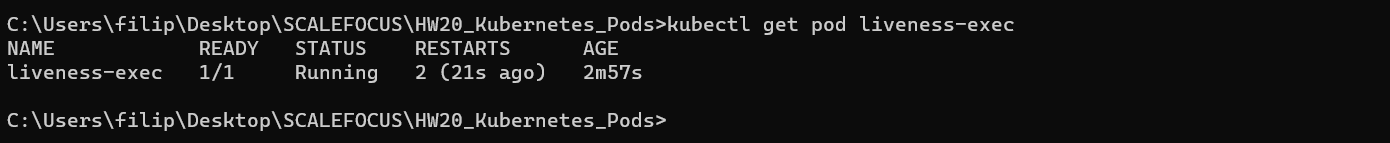 C:\Users\filip\Desktop\SCALEFOCUS\HW20_Kubernetes_Pods>kubectl get pod liveness-exec
NAME            READY   STATUS    RESTARTS      AGE
liveness-exec   1/1     Running   2 (21s ago)   2m57s
C:\Users\filip\Desktop\SCALEFOCUS\HW20_Kubernetes_Pods>